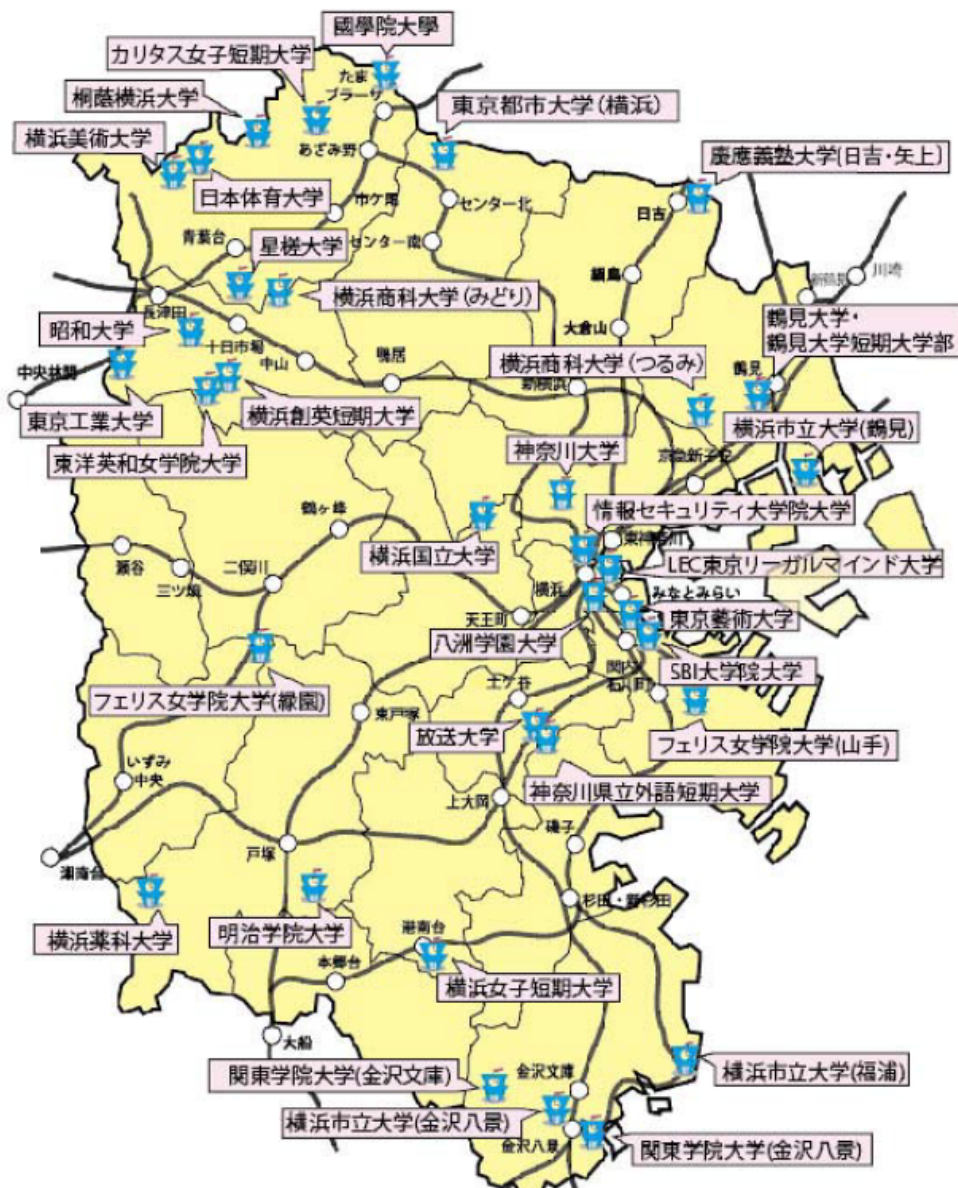 國學院大學
カリタス女子短期大学
たま
プラーザ
桐蔭横浜大学
東京都市大学(横浜)
横浜美術大学
あざみ野
慶應義塾大学(日吉・矢上)
日本体育大学
市ケ尾
センター北
日吉
青葉台
星槎大学
センター南
綱島
川崎
新鶴見
横浜商科大学(みどり)
長津田
昭和大学
大倉山
鶴見大学・
鶴見大学短期大学部
十日市場
中山
鴨居
横浜商科大学(つるみ)
鶴見
中央林間
新横浜
東京工業大学
横浜創英短期大学
横浜市立大学(鶴見)
東洋英和女学院大学
神奈川大学
京急新子安
情報セキュリティ大学院大学
鶴ヶ峰
東神奈川
横浜国立大学
LEC東京リーガルマインド大学
瀬谷
三ツ境
二俣川
横浜
みなとみらい
天王町
東京藝術大学
八洲学園大学
関内
SBI大学院大学
石川町
フェリス女学院大学(緑園)
土ケ谷
東戸塚
放送大学
フェリス女学院大学(山手)
いずみ
中央
神奈川県立外語短期大学
上大岡
磯子
戸塚
湘南台
杉田・新杉田
横浜薬科大学
明治学院大学
港南台
本郷台
横浜女子短期大学
大船
関東学院大学(金沢文庫)
金沢文庫
横浜市立大学(福浦)
横浜市立大学(金沢八景)
金沢八景
関東学院大学(金沢八景)